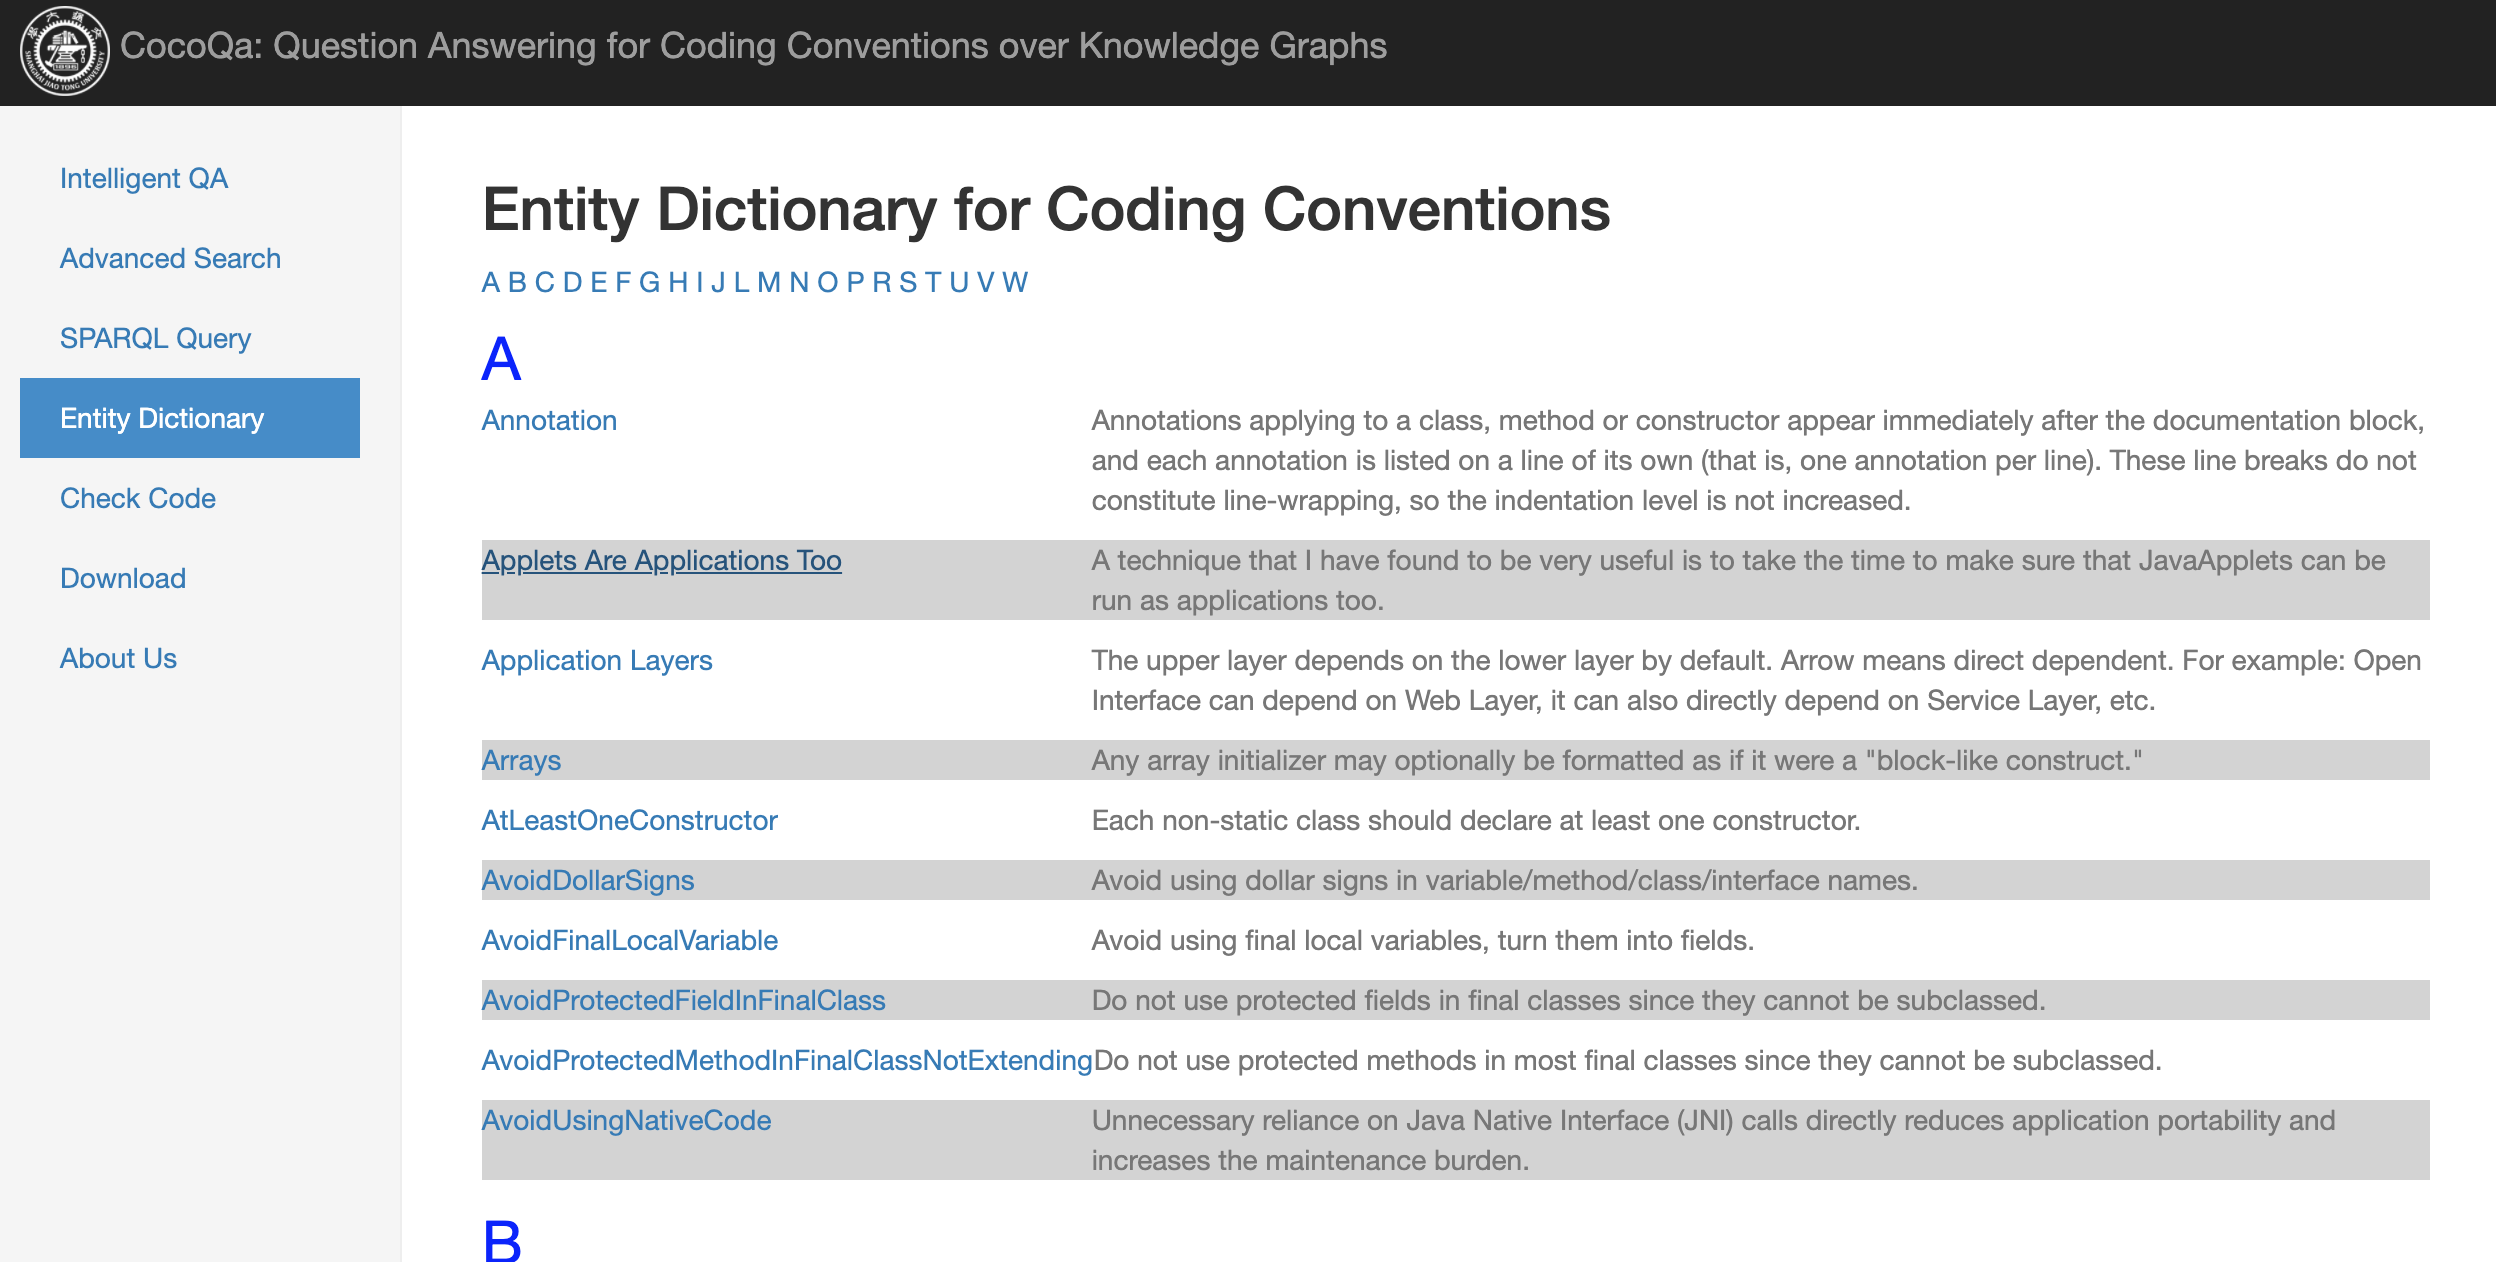 CocoQa: Question Answering for Coding Conventions over Knowledge Graphs
SHANGHAI JIAO TONG UNIVERSITY
1896
Intelligent QA
Advanced Search
SPARQL Query
Entity Dictionary
Check Code
Download
About Us
Entity Dictionary for Coding Conventions
A B C D E F G H I J L M N O P R S T U V W
A
Annotation
Annotations applying to a class, method or constructor appear immediately after the documentation block,
and each annotation is listed on a line of its own (that is, one annotation per line). These line breaks do not
constitute line-wrapping, so the indentation level is not increased.
Applets Are Applications Too
A technique that I have found to be very useful is to take the time to make sure that JavaApplets can be
run as applications too.
Application Layers
The upper layer depends on the lower layer by default. Arrow means direct dependent. For example: Open
Interface can depend on Web Layer, it can also directly depend on Service Layer, etc.
Arrays
Any array initializer may optionally be formatted as if it were a "block-like construct."
AtLeastOneConstructor
Each non-static class should declare at least one constructor.
AvoidDollarSigns
Avoid using dollar signs in variable/method/class/interface names.
AvoidFinalLocalVariable
Avoid using final local variables, turn them into fields.
AvoidProtectedFieldInFinalClass
Do not use protected fields in final classes since they cannot be subclassed.
AvoidProtectedMethodInFinalClassNotExtending
Do not use protected methods in most final classes since they cannot be subclassed.
AvoidUsingNativeCode
Unnecessary reliance on Java Native Interface (JNI) calls directly reduces application portability and
increases the maintenance burden.
B